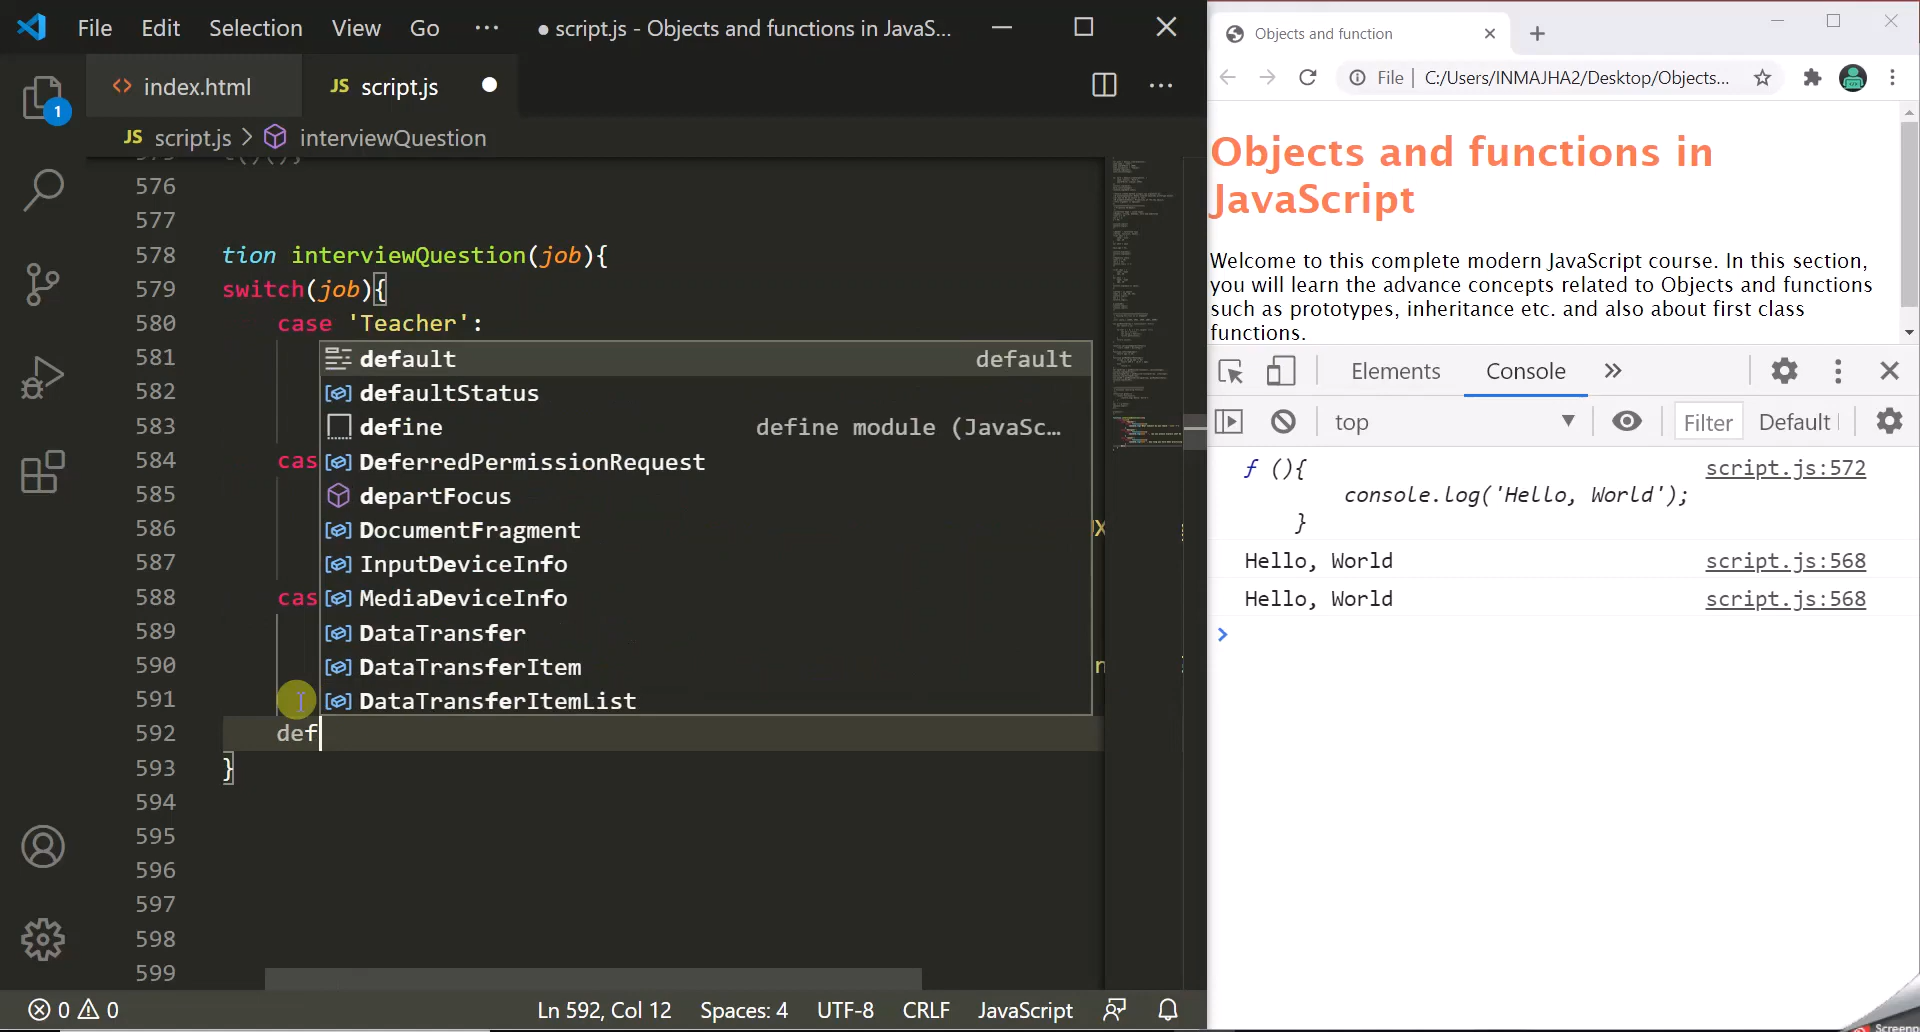 File Edit Selection View Go ··· ● script.js - Objects and functions in JavaS...
index.html JS script.js
JS script.js > interviewQuestion
576
577
578 tion interviewQuestion(job){
579 switch(job){
580 case 'Teacher':
581 default default
582 defaultStatus
583 define define module (JavaSc...
584 cas DeferredPermissionRequest
585 departFocus
586 DocumentFragment
587 InputDeviceInfo
588 cas MediaDeviceInfo
589 DataTransfer
590 DataTransferItem
591 DataTransferItemList
592 def
593 }
594
595
596
597
598
599
1
0 0 Ln 592, Col 12 Spaces: 4 UTF-8 CRLF JavaScript
Objects and function
File | C:/Users/INMAJHA2/Desktop/Objects...
Objects and functions in
JavaScript
Welcome to this complete modern JavaScript course. In this section,
you will learn the advance concepts related to Objects and functions
such as prototypes, inheritance etc. and also about first class
functions.
Elements Console »
top Filter Default
f (){ script.js:572
console.log('Hello, World');
}
Hello, World script.js:568
Hello, World script.js:568
>